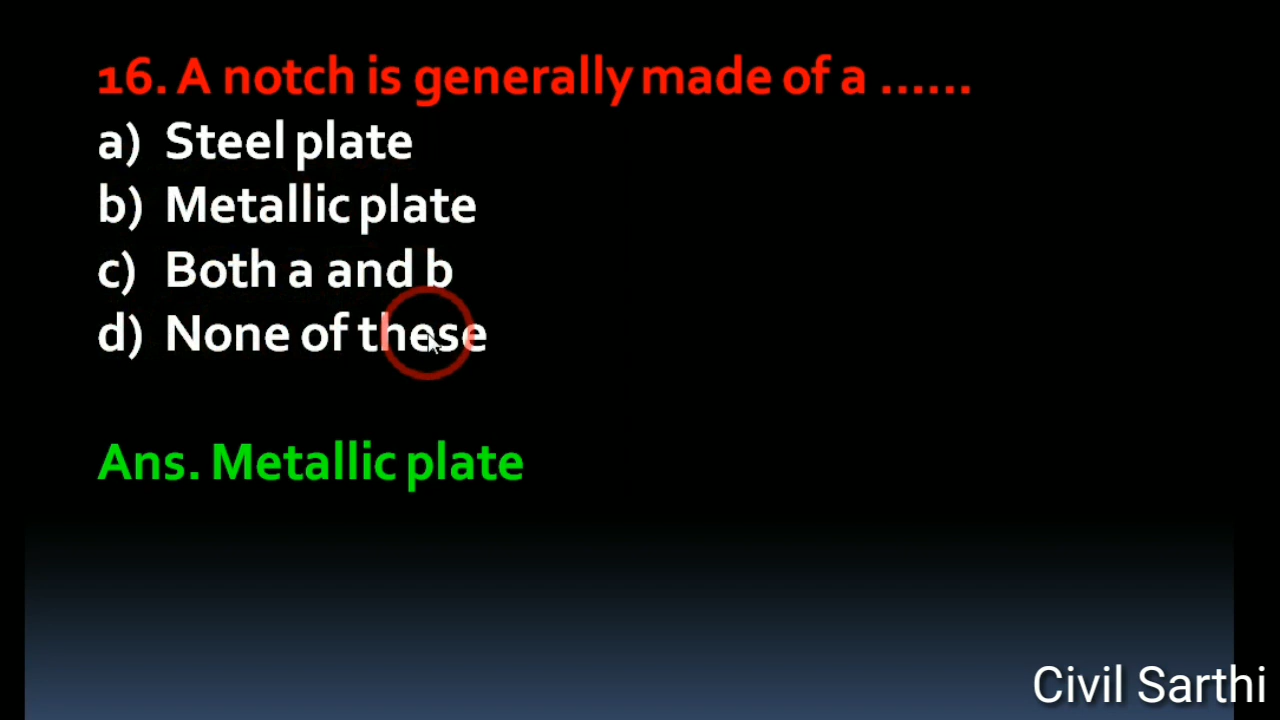 16. A notch is generally made of a ......
a) Steel plate
b) Metallic plate
c) Both a and b
d) None of these
Ans. Metallic plate
Civil Sarthi